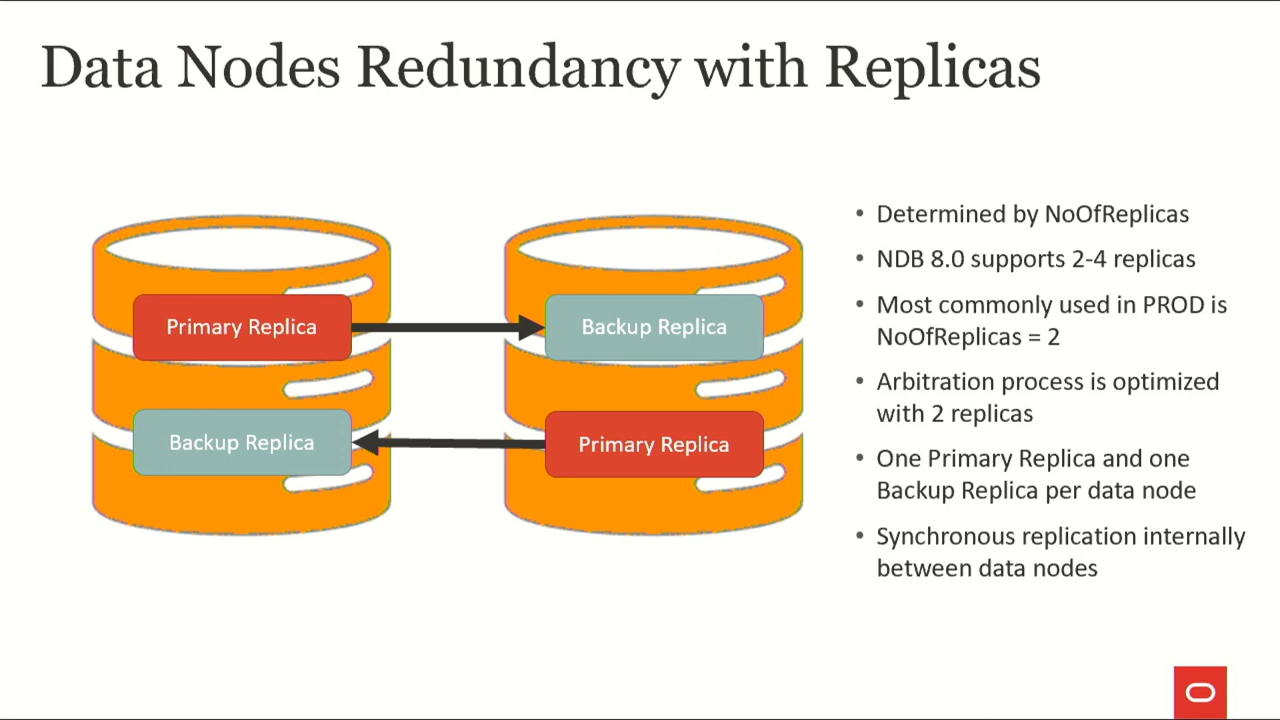 Data Nodes Redundancy with Replicas
Primary Replica
Backup Replica
Backup Replica
Primary Replica
• Determined by NoOfReplicas
• NDB 8.0 supports 2-4 replicas
• Most commonly used in PROD is
NoOfReplicas = 2
• Arbitration process is optimized
with 2 replicas
• One Primary Replica and one
Backup Replica per data node
• Synchronous replication internally
between data nodes